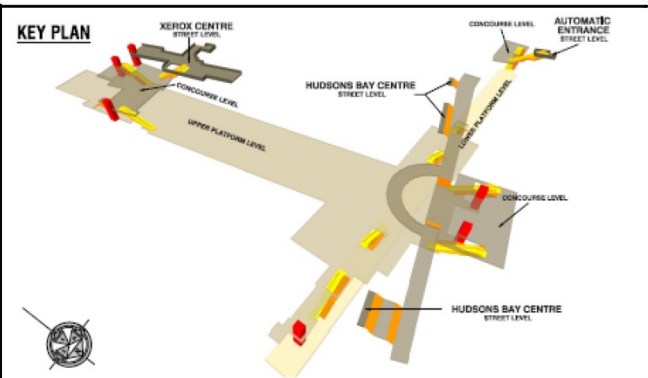 KEY PLAN
XEROX CENTRE
STREET LEVEL
CONCOURSE LEVEL
AUTOMATIC
ENTRANCE
STREET LEVEL
HUDSONS BAY CENTRE
STREET LEVEL
CONCOURSE LEVEL
LOWER PLATFORM LEVEL
UPPER PLATFORM LEVEL
CONCOURSE LEVEL
HUDSONS BAY CENTRE
STREET LEVEL